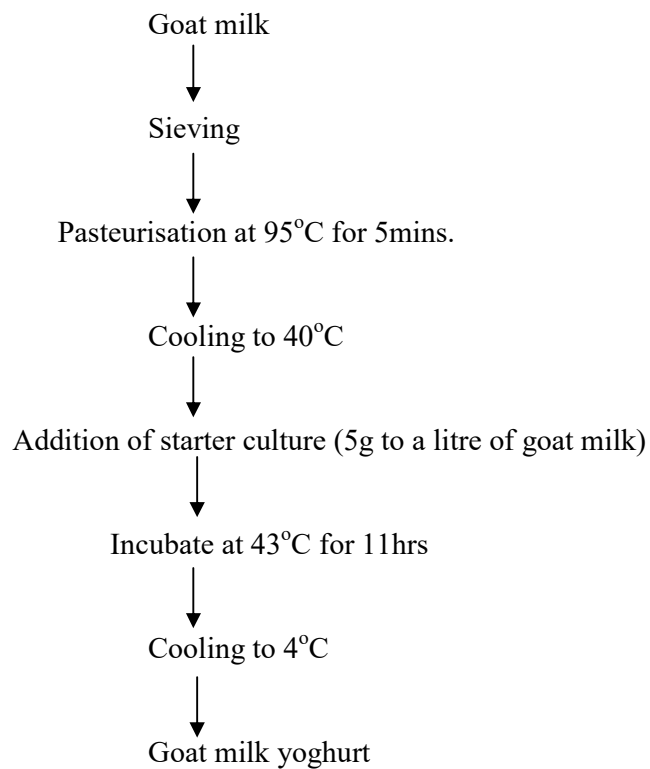 Goat milk
Sieving
Pasteurisation at 95°C for 5mins.
Cooling to 40°C
Addition of starter culture (5g to a litre of goat milk)
Incubate at 43°C for 11hrs
Cooling to 4°C
Goat milk yoghurt